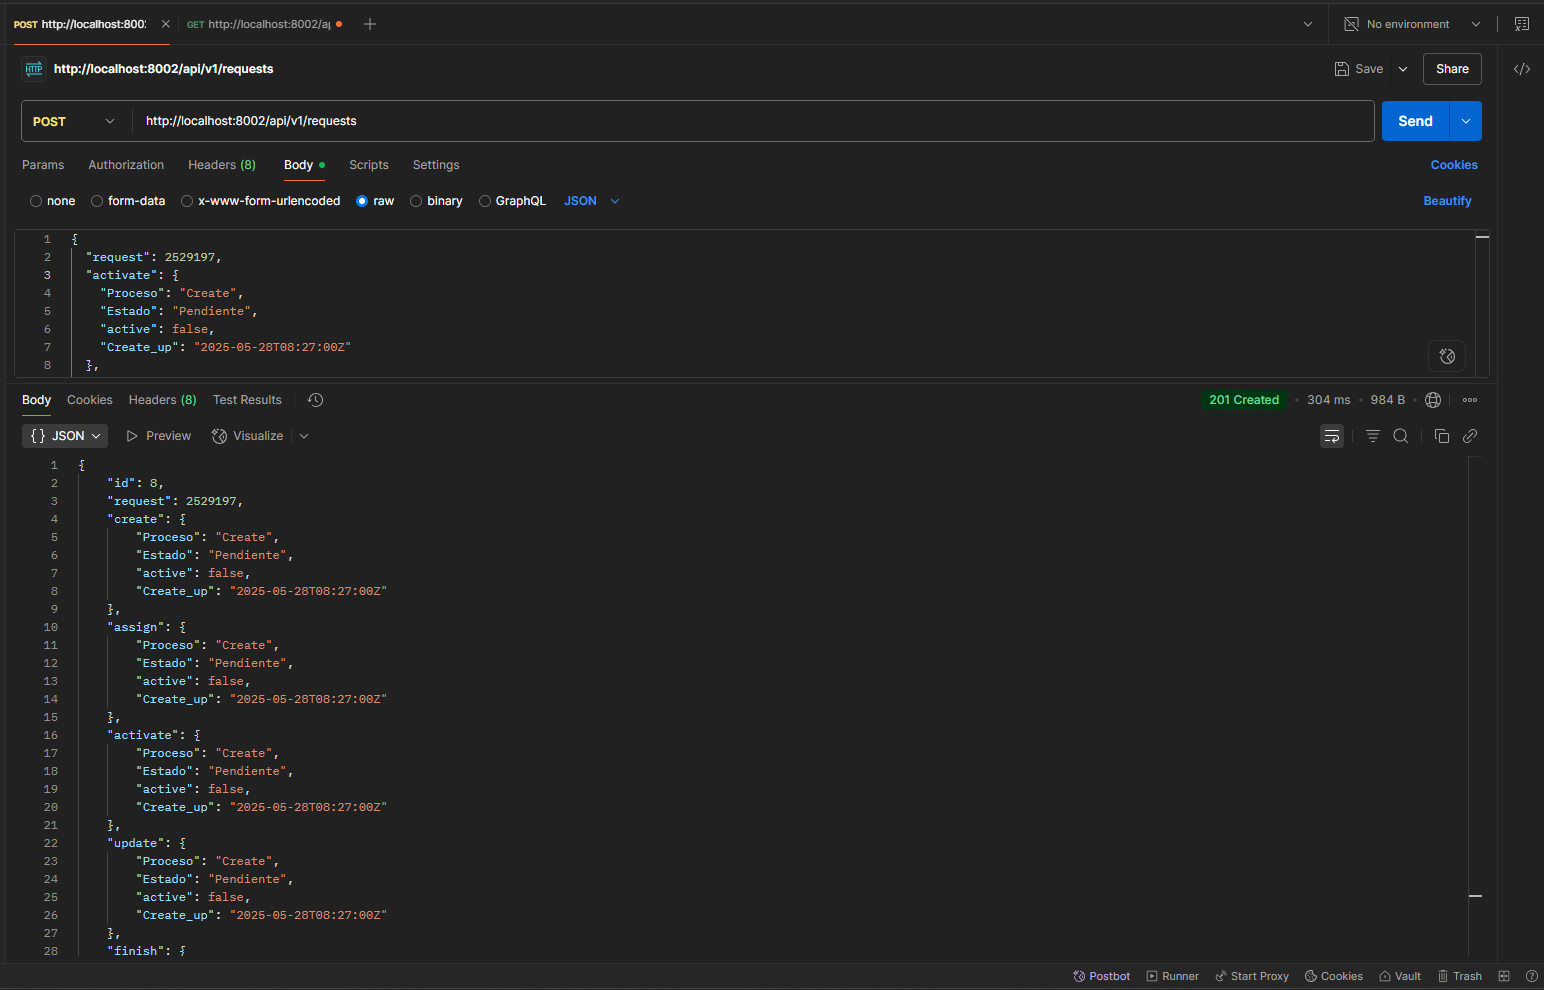 POST http://localhost:800
GET http://localhost:8002/a
No environment
HTTP http://localhost:8002/api/v1/requests
Save
Share
POST
http://localhost:8002/api/v1/requests
Send
Params Authorization Headers (8) Body Scripts Settings
Cookies
none form-data x-www-form-urlencoded raw binary GraphQL JSON
Beautify
1 {
2 "request": 2529197,
3 "activate": {
4 "Proceso": "Create",
5 "Estado": "Pendiente",
6 "active": false,
7 "Create_up": "2025-05-28T08:27:00Z"
8 },
Body Cookies Headers (8) Test Results
201 Created • 304 ms • 984 B
{} JSON Preview Visualize
1 {
2 "id": 8,
3 "request": 2529197,
4 "create": {
5 "Proceso": "Create",
6 "Estado": "Pendiente",
7 "active": false,
8 "Create_up": "2025-05-28T08:27:00Z"
9 },
10 "assign": {
11 "Proceso": "Create",
12 "Estado": "Pendiente",
13 "active": false,
14 "Create_up": "2025-05-28T08:27:00Z"
15 },
16 "activate": {
17 "Proceso": "Create",
18 "Estado": "Pendiente",
19 "active": false,
20 "Create_up": "2025-05-28T08:27:00Z"
21 },
22 "update": {
23 "Proceso": "Create",
24 "Estado": "Pendiente",
25 "active": false,
26 "Create_up": "2025-05-28T08:27:00Z"
27 },
28 "finish": {
Postbot Runner Start Proxy Cookies Vault Trash